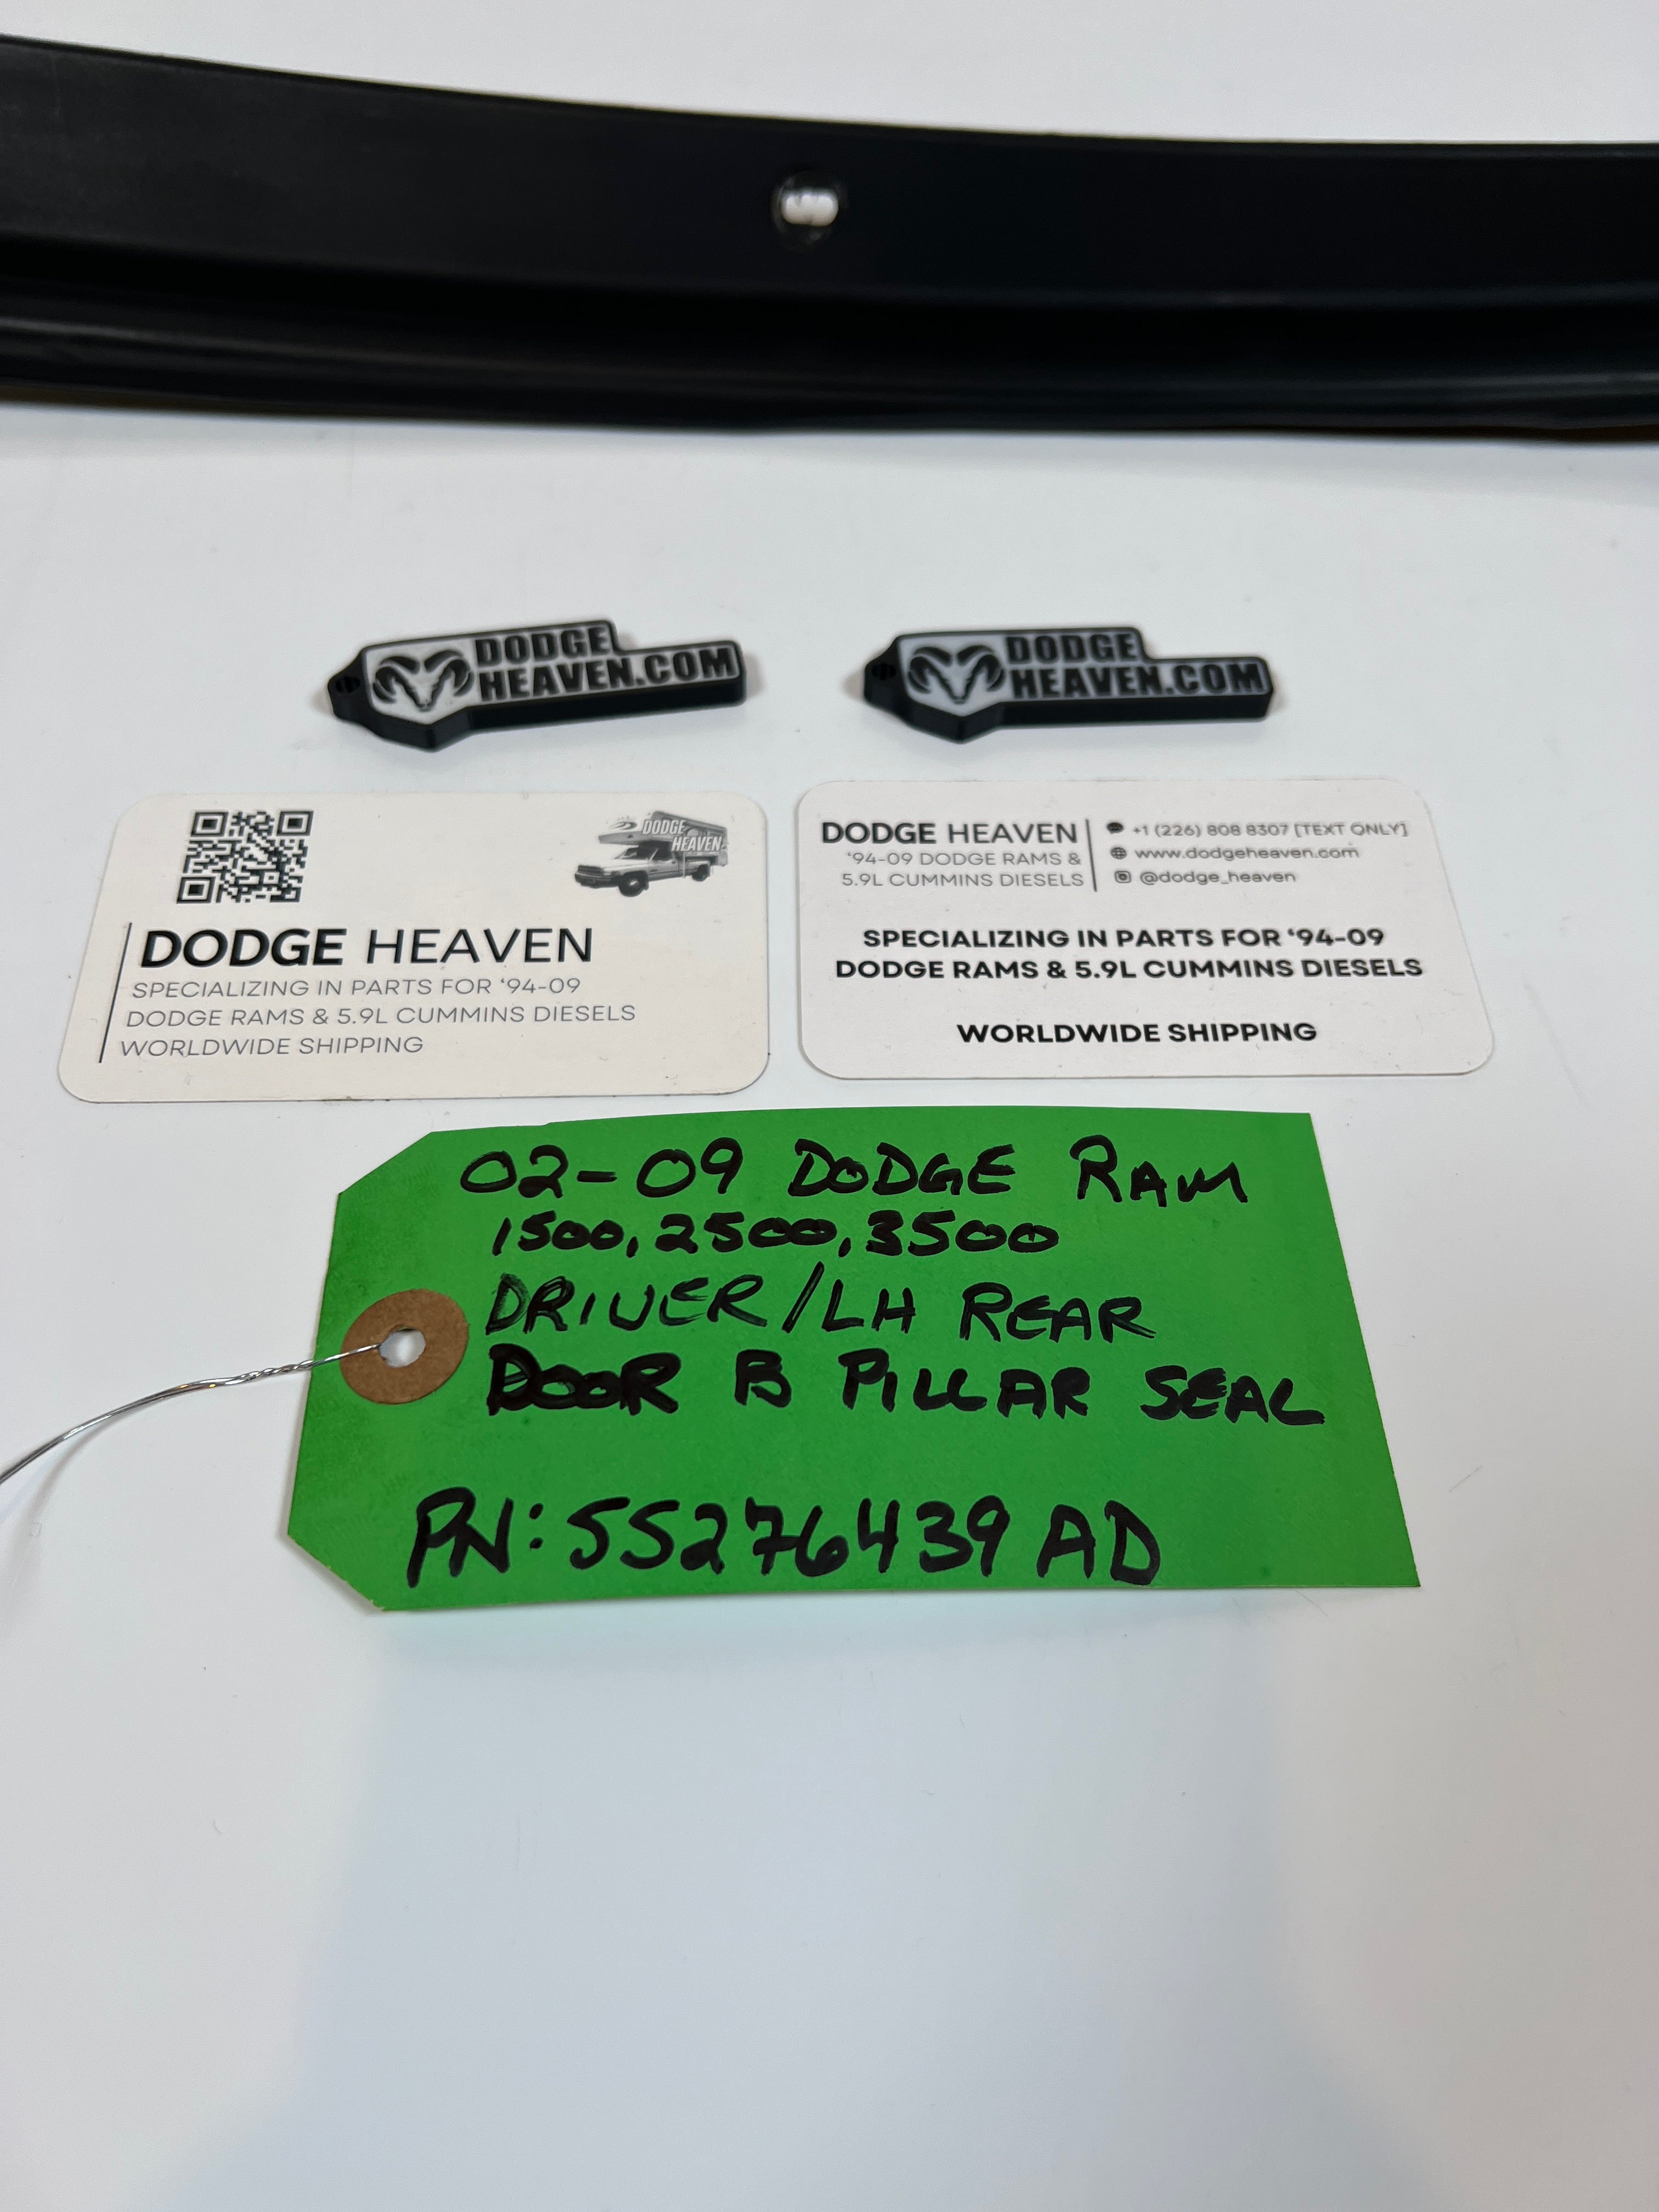 DODGE
HEAVEN.COM
DODGE
HEAVEN.COM
DODGE
HEAVEN
DODGE HEAVEN
SPECIALIZING IN PARTS FOR ‘94-09
DODGE RAMS & 5.9L CUMMINS DIESELS
WORLDWIDE SHIPPING
DODGE HEAVEN
‘94-09 DODGE RAMS &
5.9L CUMMINS DIESELS
+1 (226) 808 8307 [TEXT ONLY]
www.dodgeheaven.com
@dodge_heaven
SPECIALIZING IN PARTS FOR ‘94-09
DODGE RAMS & 5.9L CUMMINS DIESELS
WORLDWIDE SHIPPING
02-09 DODGE RAM
1500, 2500, 3500
DRIVER/LH REAR
DOOR B PILLAR SEAL
PN: 55276439 AD